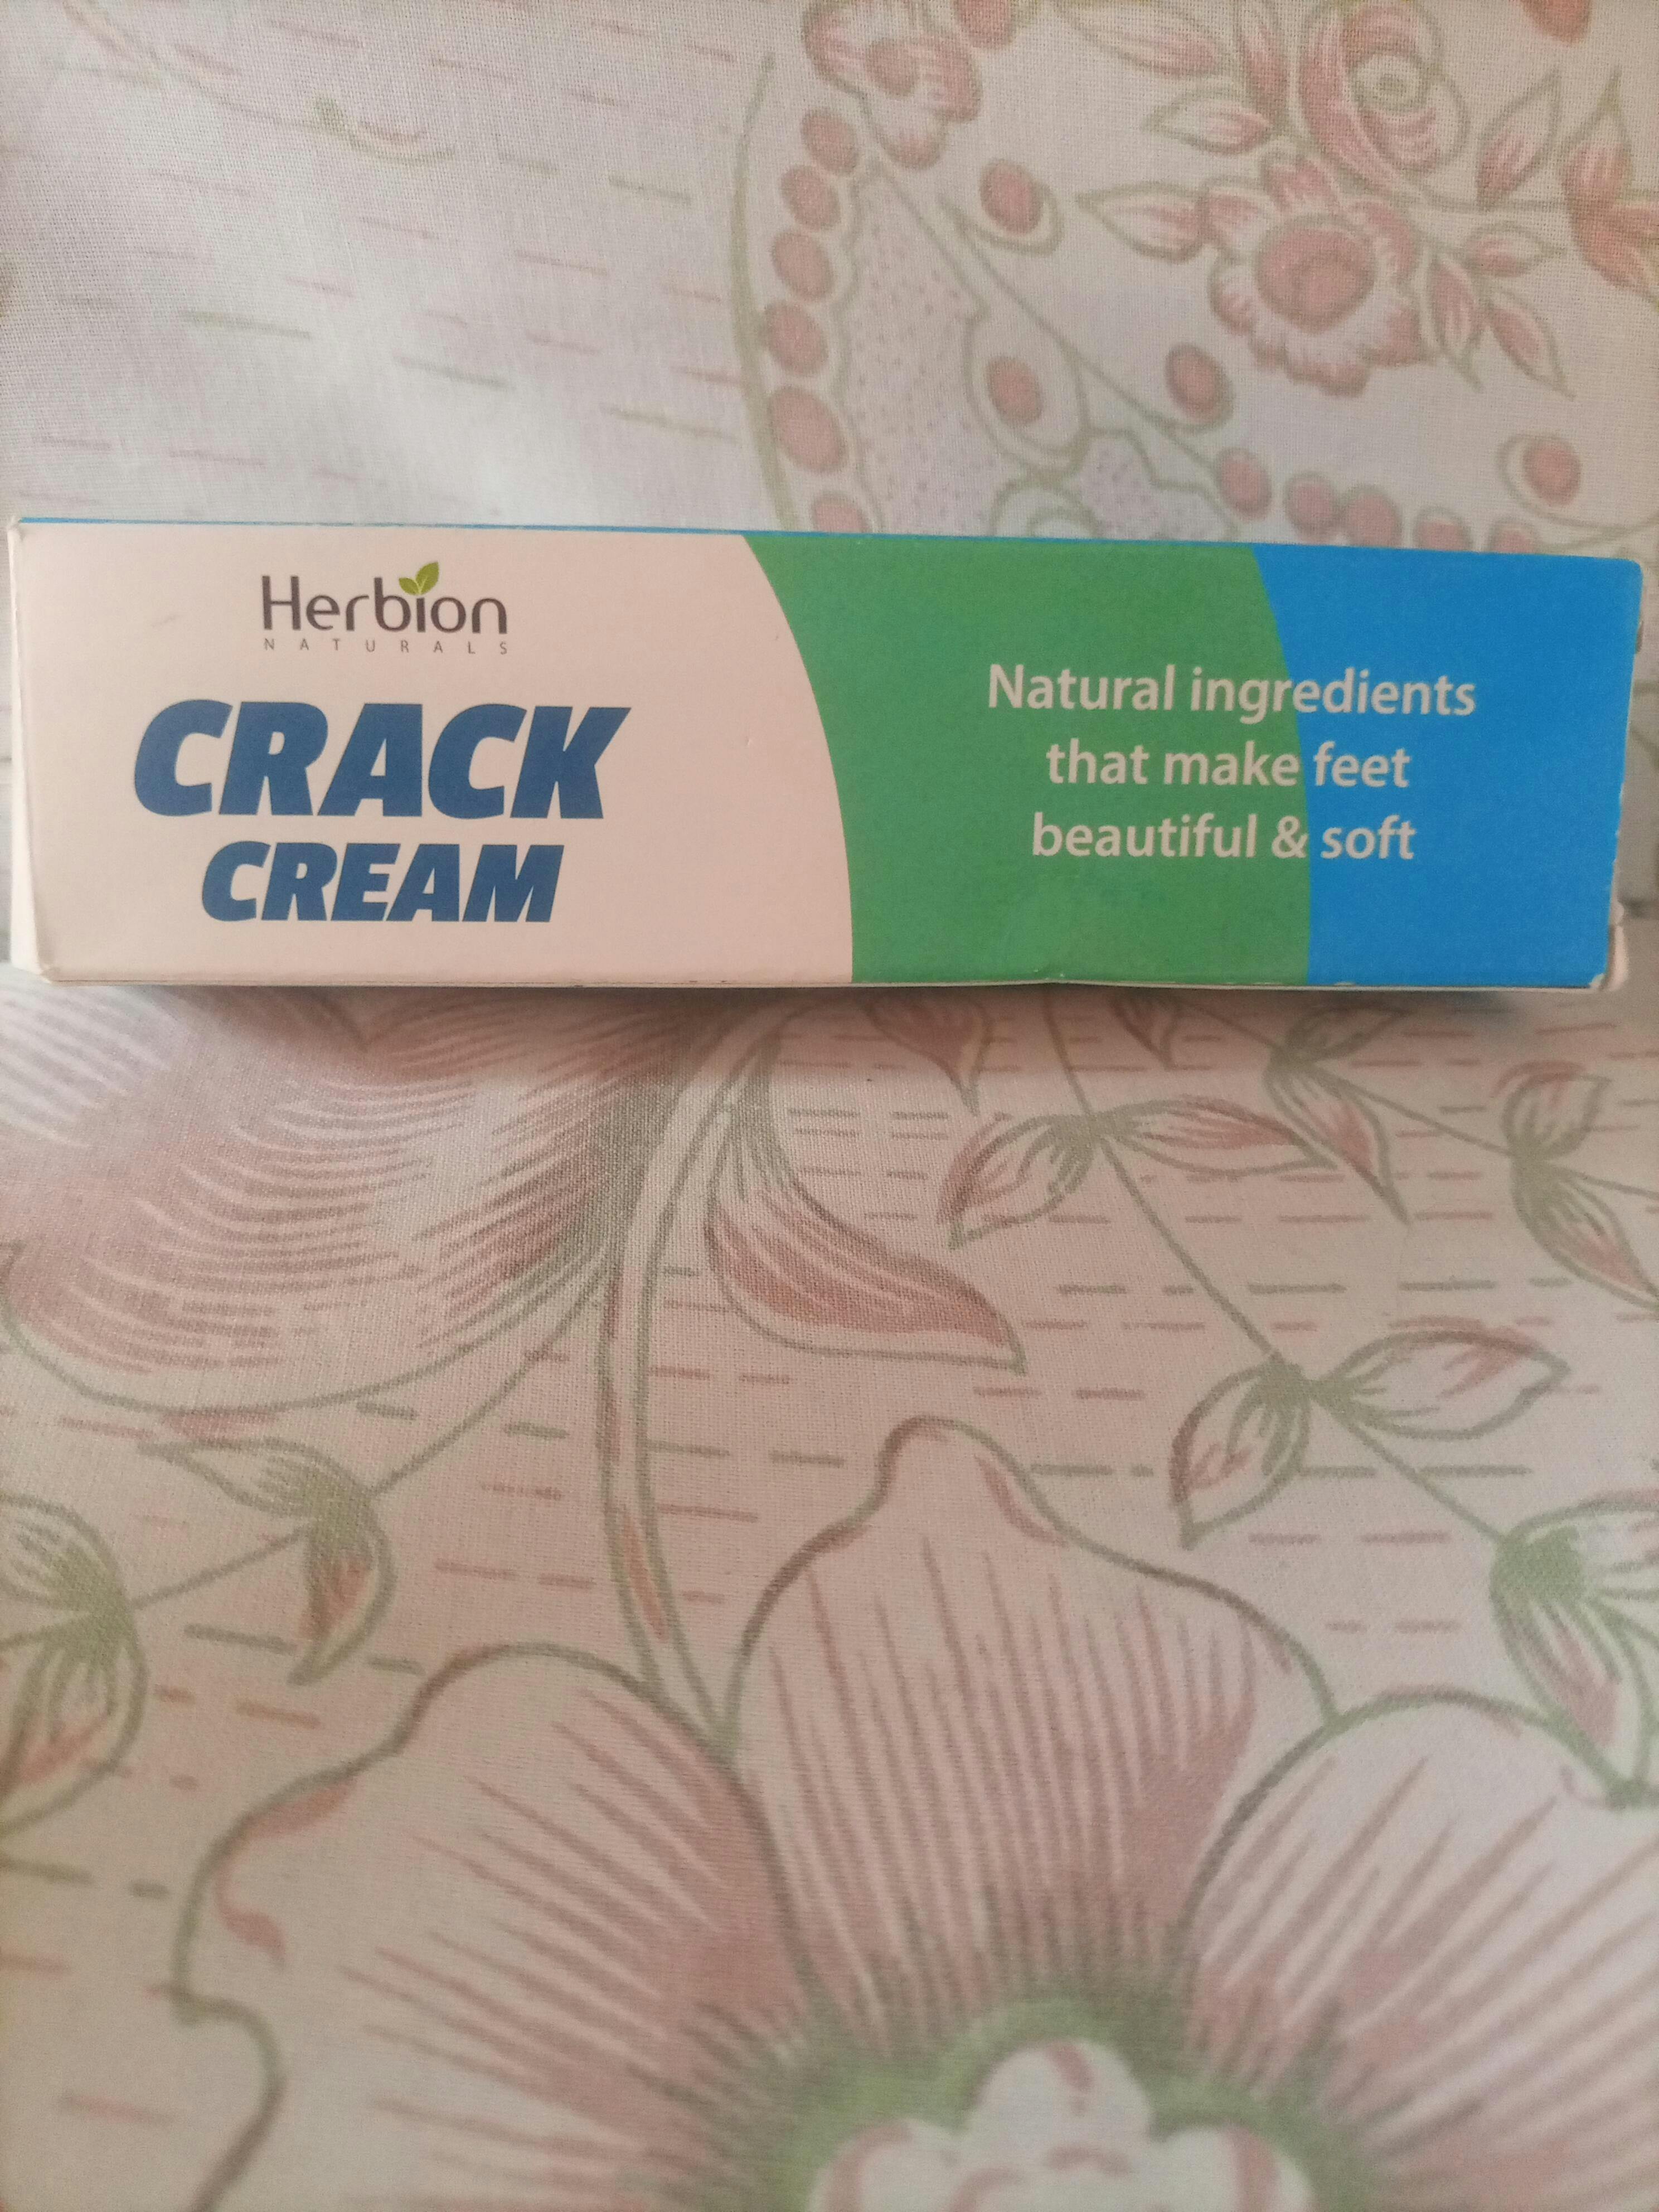 Herbion
NATURALS
CRACK
CREAM
Natural ingredients
that make feet
beautiful & soft